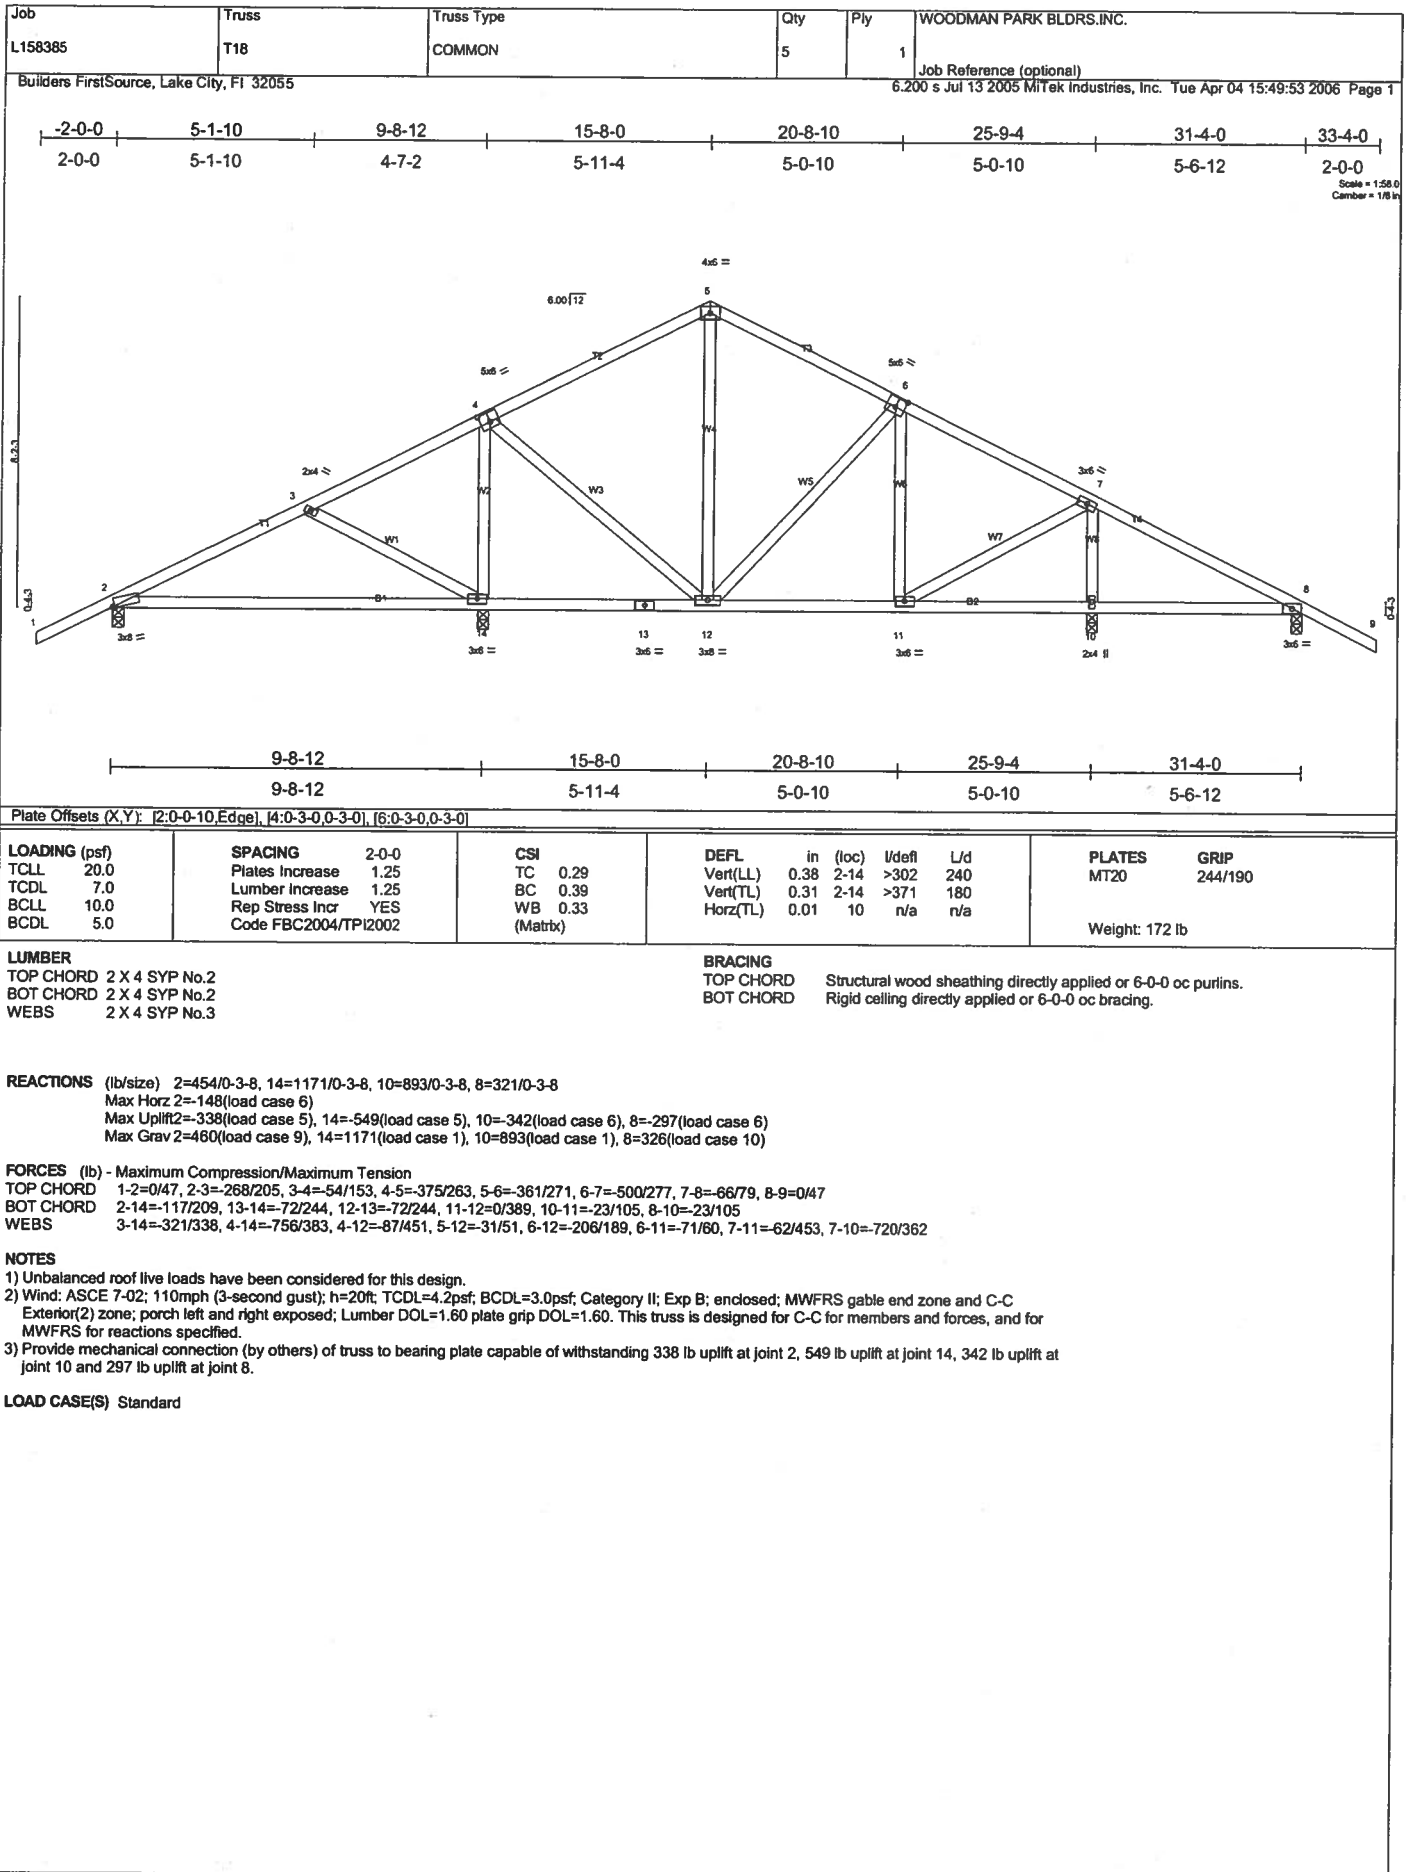 Job
Truss
Truss Type
Qty
Ply
WOODMAN PARK BLDRS.INC.
L158385
T18
COMMON
5
1
Job Reference (optional)
Builders FirstSource, Lake City, Fl 32055
6.200 s Jul 13 2005 MiTek Industries, Inc. Tue Apr 04 15:49:53 2006 Page 1
-2-0-0 5-1-10 9-8-12 15-8-0 20-8-10 25-9-4 31-4-0 33-4-0
2-0-0 5-1-10 4-7-2 5-11-4 5-0-10 5-0-10 5-6-12 2-0-0
Scale = 1:58.0
Camber = 1/8 in
4x6 =
5
6.00 12
T2
T3
5x6
5x6
4
6
W4
8-2-3
2x4
3x6
3
7
W2
W3
W5
W6
T1
T4
W1
W7
W8
2
8
B1
B2
0-4-3
0-4-3
1
9
3x8 =
14
13
12
11
10
3x6 =
3x6 =
3x6 =
3x8 =
3x6 =
2x4 ||
9-8-12 15-8-0 20-8-10 25-9-4 31-4-0
9-8-12 5-11-4 5-0-10 5-0-10 5-6-12
Plate Offsets (X,Y): [2:0-0-10,Edge], [4:0-3-0,0-3-0], [6:0-3-0,0-3-0]
LOADING (psf)
TCLL 20.0
TCDL 7.0
BCLL 10.0
BCDL 5.0
SPACING 2-0-0
Plates Increase 1.25
Lumber Increase 1.25
Rep Stress Incr YES
Code FBC2004/TPI2002
CSI
TC 0.29
BC 0.39
WB 0.33
(Matrix)
DEFL in (loc) l/defl L/d
Vert(LL) 0.38 2-14 >302 240
Vert(TL) 0.31 2-14 >371 180
Horz(TL) 0.01 10 n/a n/a
PLATES GRIP
MT20 244/190
Weight: 172 lb
LUMBER
TOP CHORD 2 X 4 SYP No.2
BOT CHORD 2 X 4 SYP No.2
WEBS 2 X 4 SYP No.3
BRACING
TOP CHORD Structural wood sheathing directly applied or 6-0-0 oc purlins.
BOT CHORD Rigid ceiling directly applied or 6-0-0 oc bracing.
REACTIONS (lb/size) 2=454/0-3-8, 14=1171/0-3-8, 10=893/0-3-8, 8=321/0-3-8
Max Horz 2=-148(load case 6)
Max Uplift2=-338(load case 5), 14=-549(load case 5), 10=-342(load case 6), 8=-297(load case 6)
Max Grav 2=460(load case 9), 14=1171(load case 1), 10=893(load case 1), 8=326(load case 10)
FORCES (lb) - Maximum Compression/Maximum Tension
TOP CHORD 1-2=0/47, 2-3=-268/205, 3-4=-54/153, 4-5=-375/263, 5-6=-361/271, 6-7=-500/277, 7-8=-66/79, 8-9=0/47
BOT CHORD 2-14=-117/209, 13-14=-72/244, 12-13=-72/244, 11-12=0/389, 10-11=-23/105, 8-10=-23/105
WEBS 3-14=-321/338, 4-14=-756/383, 4-12=-87/451, 5-12=-31/51, 6-12=-206/189, 6-11=-71/60, 7-11=-62/453, 7-10=-720/362
NOTES
1) Unbalanced roof live loads have been considered for this design.
2) Wind: ASCE 7-02; 110mph (3-second gust); h=20ft; TCDL=4.2psf; BCDL=3.0psf; Category II; Exp B; enclosed; MWFRS gable end zone and C-C
Exterior(2) zone; porch left and right exposed; Lumber DOL=1.60 plate grip DOL=1.60. This truss is designed for C-C for members and forces, and for
MWFRS for reactions specified.
3) Provide mechanical connection (by others) of truss to bearing plate capable of withstanding 338 lb uplift at joint 2, 549 lb uplift at joint 14, 342 lb uplift at
joint 10 and 297 lb uplift at joint 8.
LOAD CASE(S) Standard